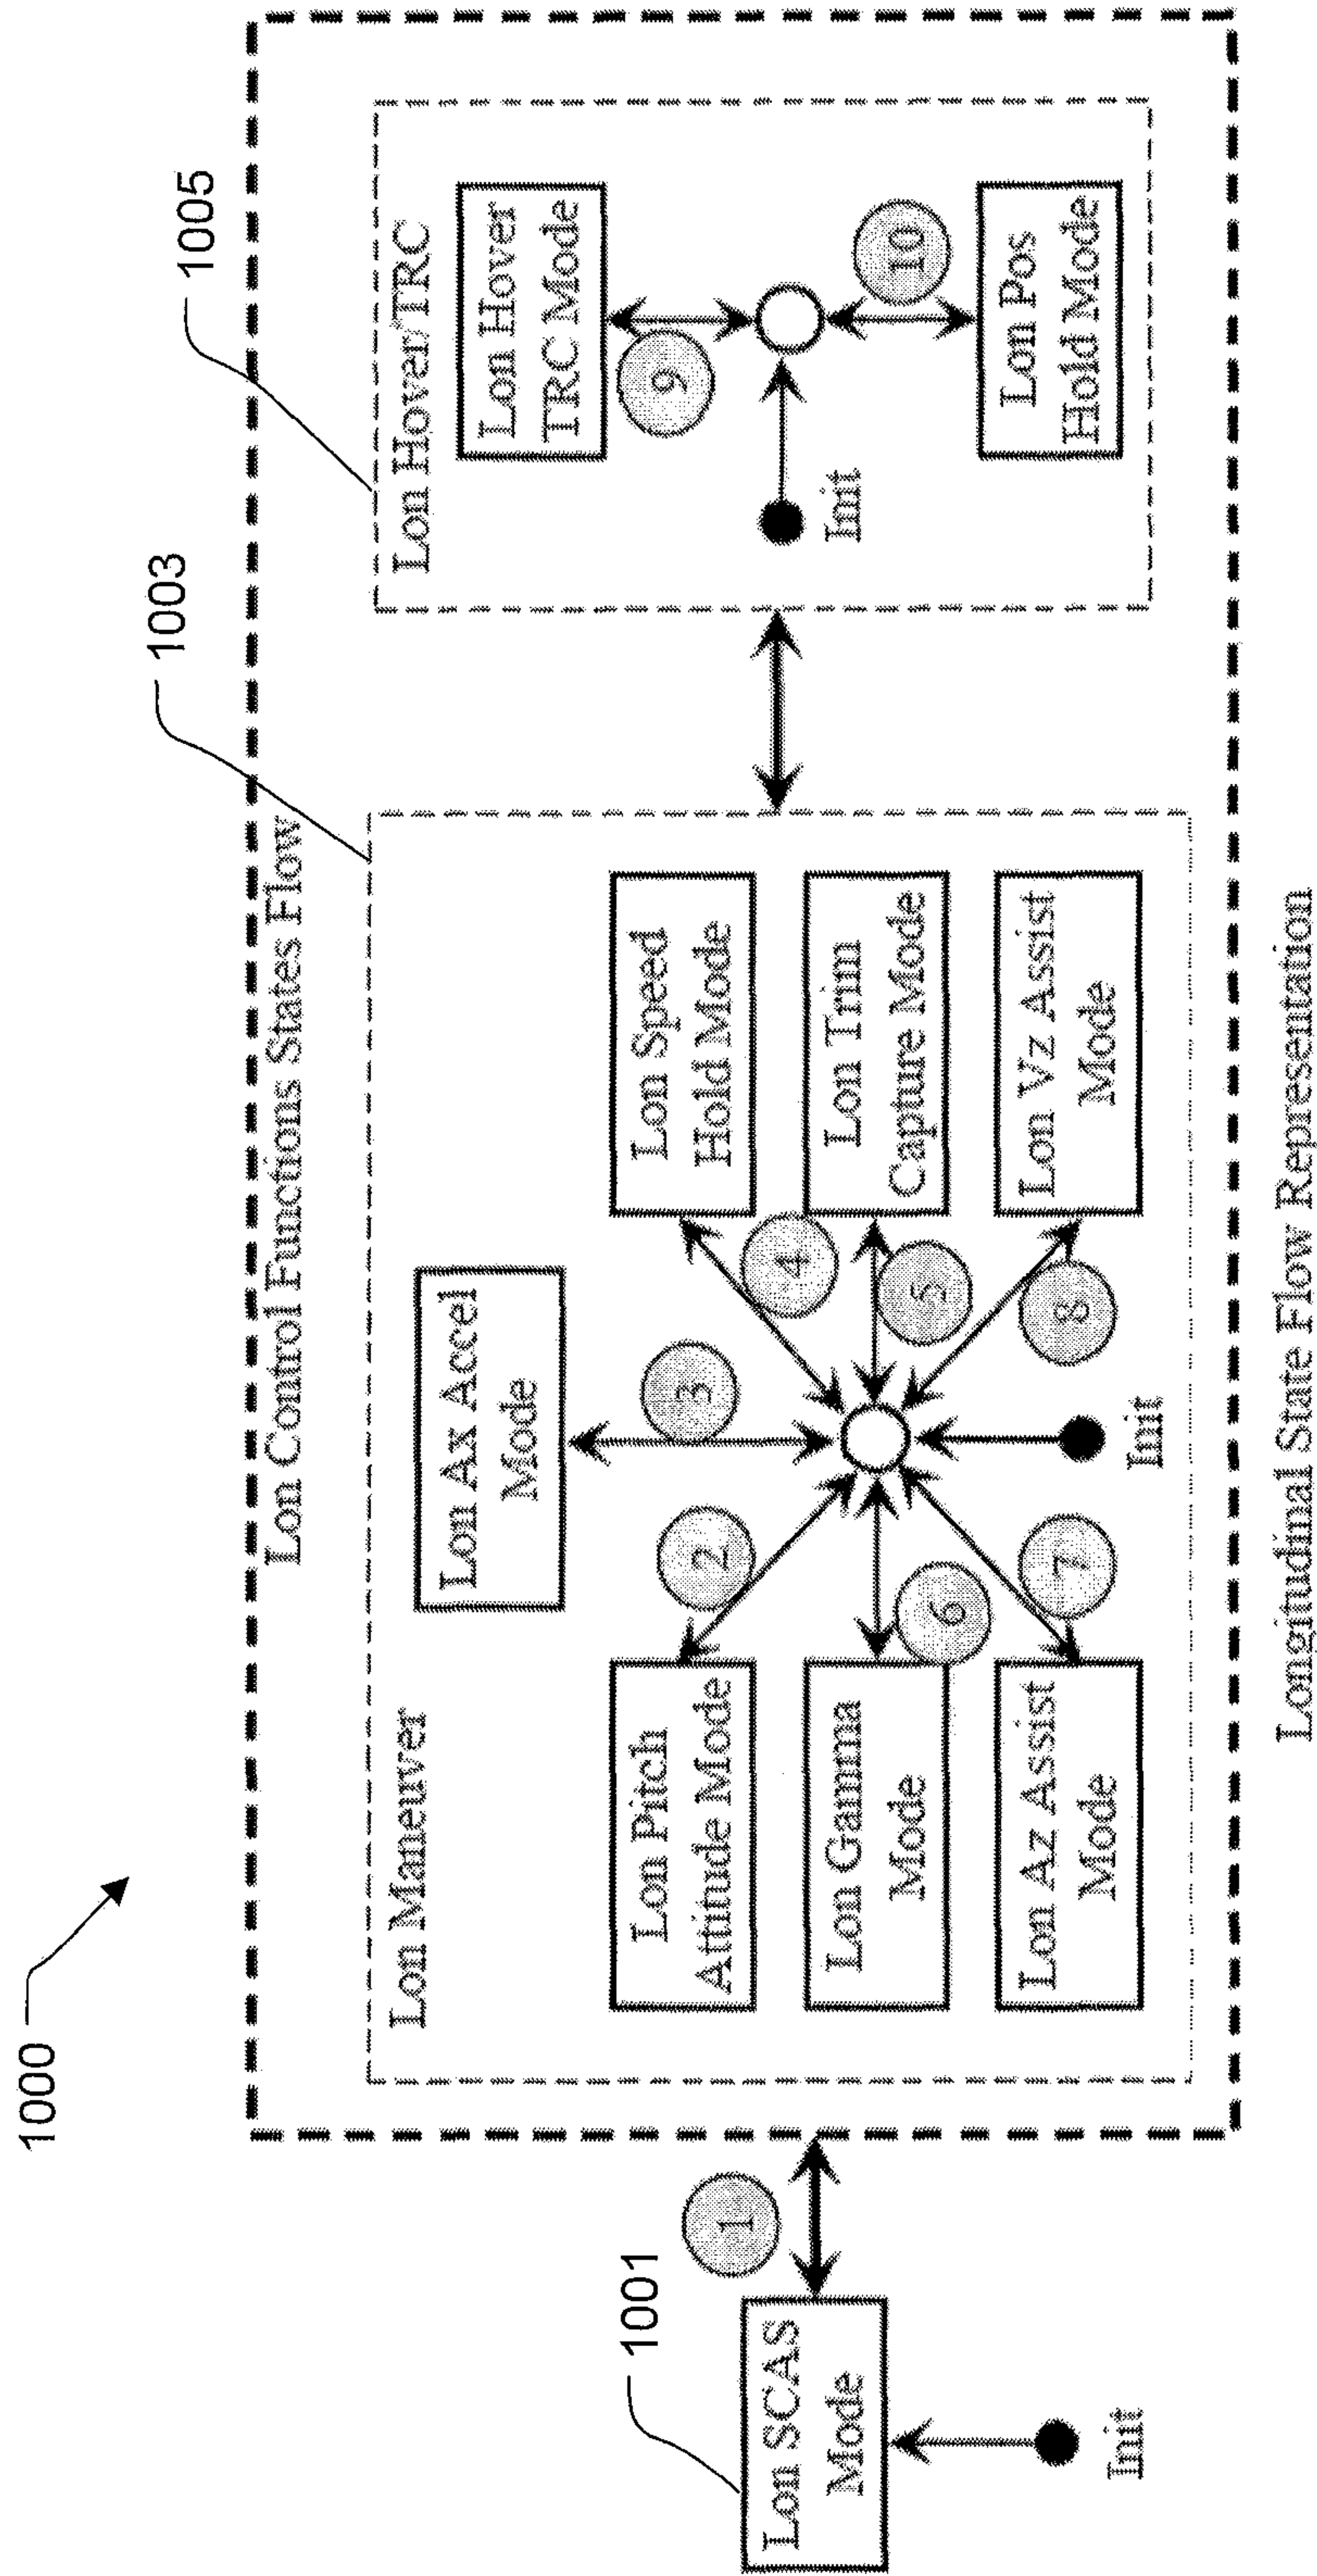 1000
1003
1005
Lon Control Functions States Flow
Lon Maneuver
Lon Hover/TRC
Lon Ax Accel
Mode
Lon Hover
TRC Mode
Lon Pitch
Attitude Mode
2
3
4
Lon Speed
Hold Mode
9
1001
1
Lon SCAS
Mode
Init
Lon Gamma
Mode
6
5
Lon Trim
Capture Mode
Init
10
Lon Az Assist
Mode
7
8
Lon Vz Assist
Mode
Init
Lon Pos
Hold Mode
Longitudinal State Flow Representation